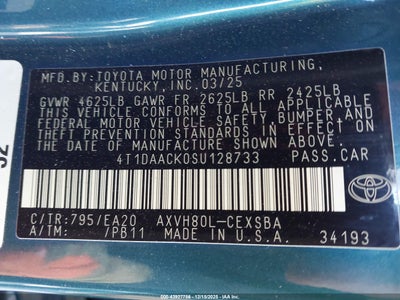 MFD. BY: TOYOTA MOTOR MANUFACTURING,
KENTUCKY, INC. 03/25
GVWR 4625LB GAWR FR 2625LB RR 2425LB
THIS VEHICLE CONFORMS TO ALL APPLICABLE
FEDERAL MOTOR VEHICLE SAFETY, BUMPER, AND
THEFT PREVENTION STANDARDS IN EFFECT ON
THE DATE OF MANUFACTURE SHOWN ABOVE.
4T1DAACK0SU128733 PASS.CAR
TOYOTA
C/TR: 795/EA20 AXVH80L-CEXSBA
A/TM: /PB11 34193